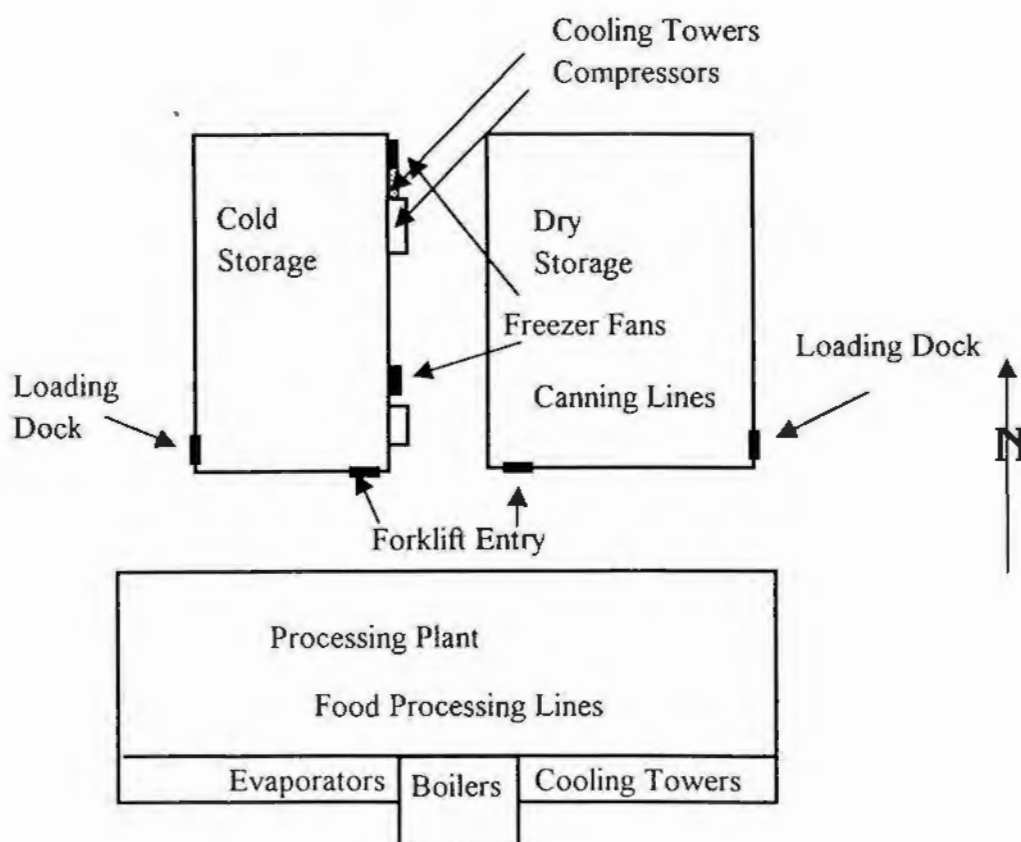 Cooling Towers
Compressors
Cold
Storage
Dry
Storage
Freezer Fans
Loading Dock
Loading
Dock
Canning Lines
N
Forklift Entry
Processing Plant
Food Processing Lines
Evaporators
Boilers
Cooling Towers